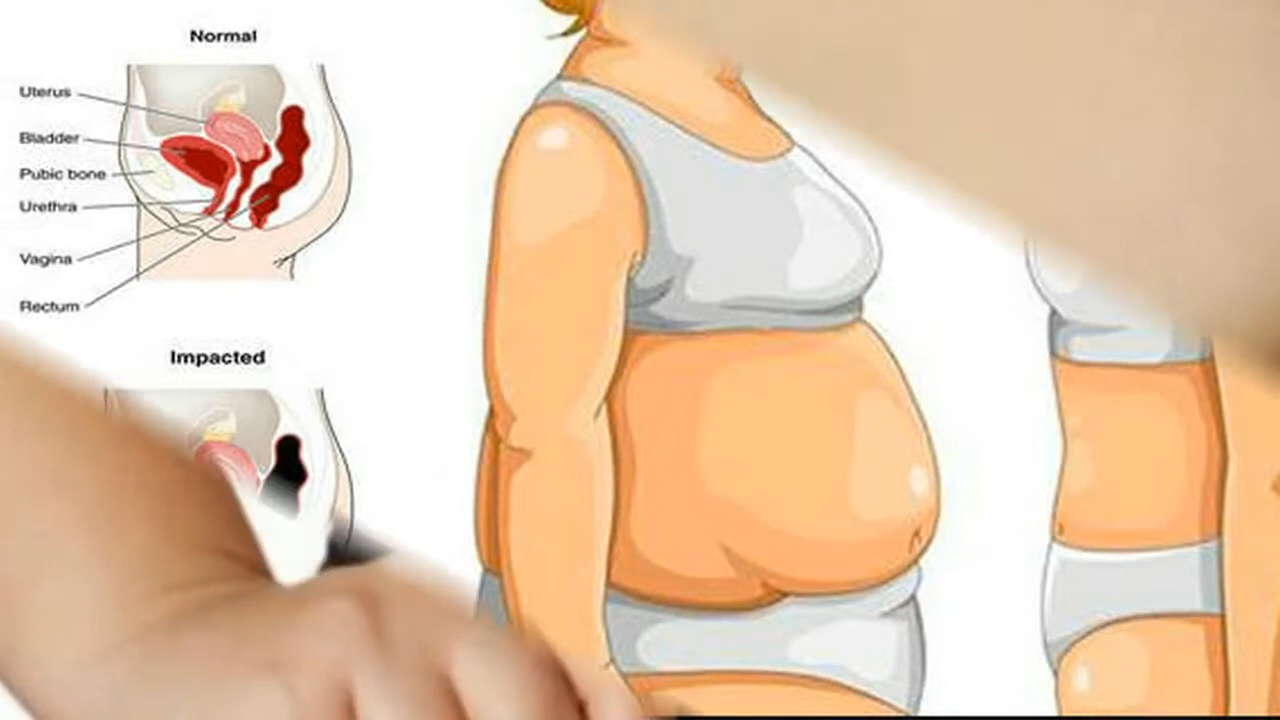 Normal
Uterus
Bladder
Pubic bone
Urethra
Vagina
Rectum
Impacted